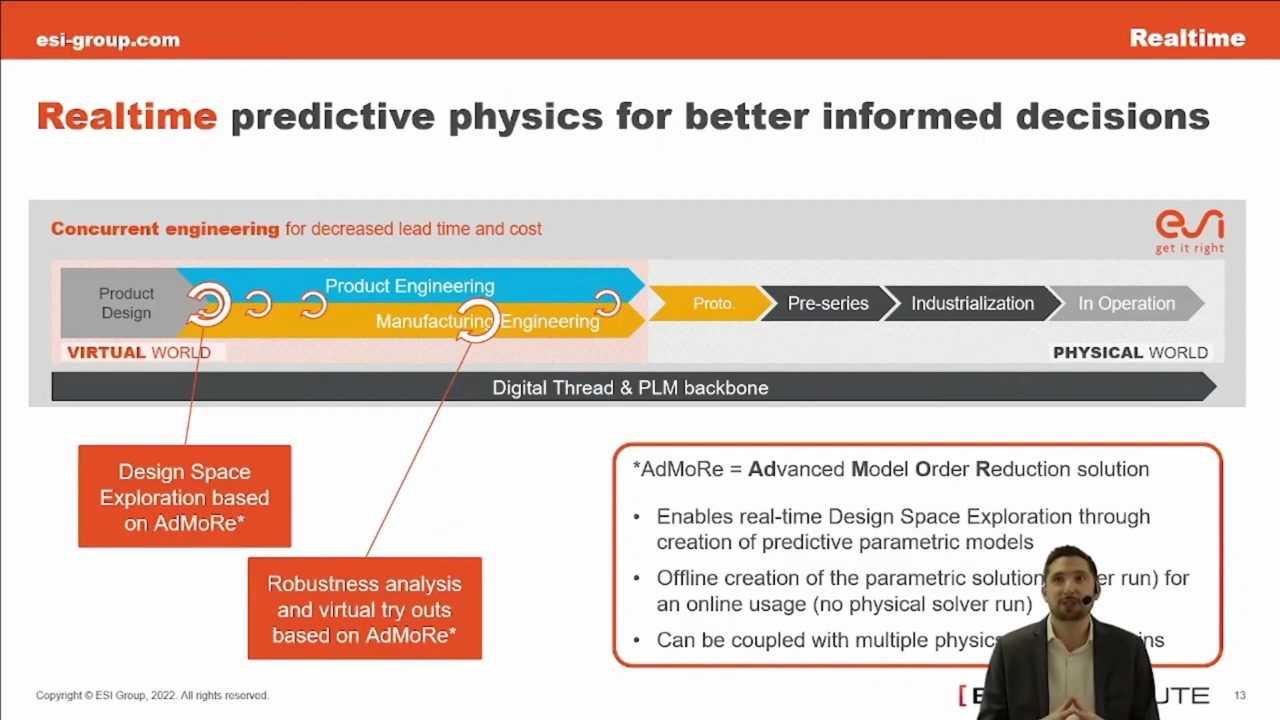 esi-group.com
Realtime
Realtime predictive physics for better informed decisions
Concurrent engineering for decreased lead time and cost
esi
get it right
Product
Design
Product Engineering
Manufacturing Engineering
Proto.
Pre-series
Industrialization
In Operation
VIRTUAL WORLD
PHYSICAL WORLD
Digital Thread & PLM backbone
Design Space
Exploration based
on AdMoRe*
Robustness analysis
and virtual try outs
based on AdMoRe*
*AdMoRe = Advanced Model Order Reduction solution
• Enables real-time Design Space Exploration through
creation of predictive parametric models
• Offline creation of the parametric solution run) for
an online usage (no physical solver run)
• Can be coupled with multiple physics
Copyright © ESI Group, 2022. All rights reserved.
13